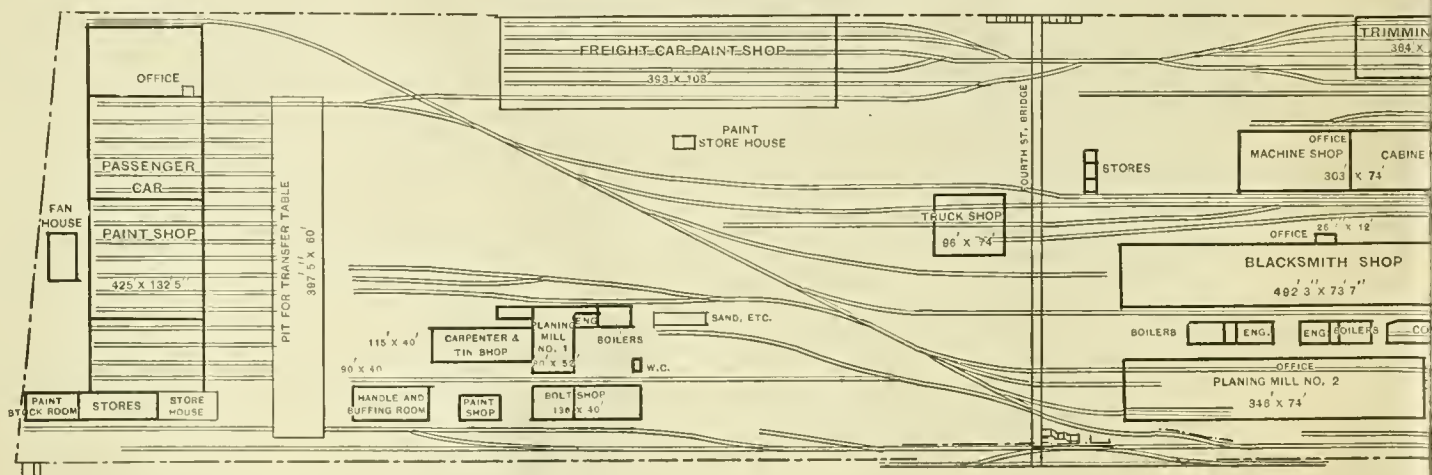 OFFICE
PASSENGER
CAR
PAINT SHOP
425' X 132' 5"
FAN
HOUSE
PAINT
STOCK ROOM
STORES
STORE
HOUSE
PIT FOR TRANSFER TABLE
397' 5" X 60'
FREIGHT CAR PAINT SHOP
393' X 108'
PAINT
STORE HOUSE
FOURTH ST. BRIDGE
TRUCK SHOP
96' X 74'
STORES
115' X 40'
CARPENTER &
TIN SHOP
PLANING
MILL
NO. 1
ENG
BOILERS
SAND, ETC.
W.C.
90' X 40'
HANDLE AND
BUFFING ROOM
PAINT
SHOP
BOLT SHOP
X 40'
TRIMMIN
OFFICE
MACHINE SHOP
303' X 74'
CABINE
OFFICE
X 12'
BLACKSMITH SHOP
492' 3" X 73' 7"
BOILERS
ENG.
ENG.
BOILERS
CO
OFFICE
PLANING MILL NO. 2
346' X 74'